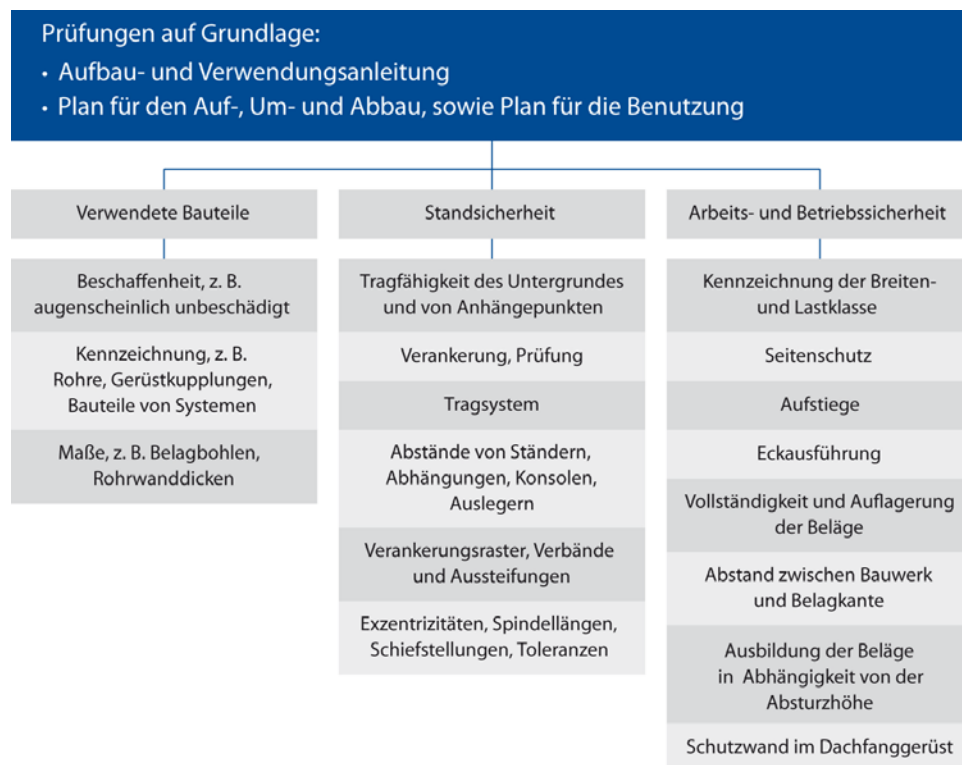 Prüfungen auf Grundlage:
• Aufbau- und Verwendungsanleitung
• Plan für den Auf-, Um- und Abbau, sowie Plan für die Benutzung
Verwendete Bauteile
Beschaffenheit, z. B.
augenscheinlich unbeschädigt
Kennzeichnung, z. B.
Rohre, Gerüstkupplungen,
Bauteile von Systemen
Maße, z. B. Belagbohlen,
Rohrwanddicken
Standsicherheit
Tragfähigkeit des Untergrundes
und von Anhängepunkten
Verankerung, Prüfung
Tragsystem
Abstände von Ständern,
Abhängungen, Konsolen,
Auslegern
Verankerungsraster, Verbände
und Aussteifungen
Exzentrizitäten, Spindellängen,
Schiefstellungen, Toleranzen
Arbeits- und Betriebssicherheit
Kennzeichnung der Breiten-
und Lastklasse
Seitenschutz
Aufstiege
Eckausführung
Vollständigkeit und Auflagerung
der Beläge
Abstand zwischen Bauwerk
und Belagkante
Ausbildung der Beläge
in Abhängigkeit von der
Absturzhöhe
Schutzwand im Dachfanggerüst